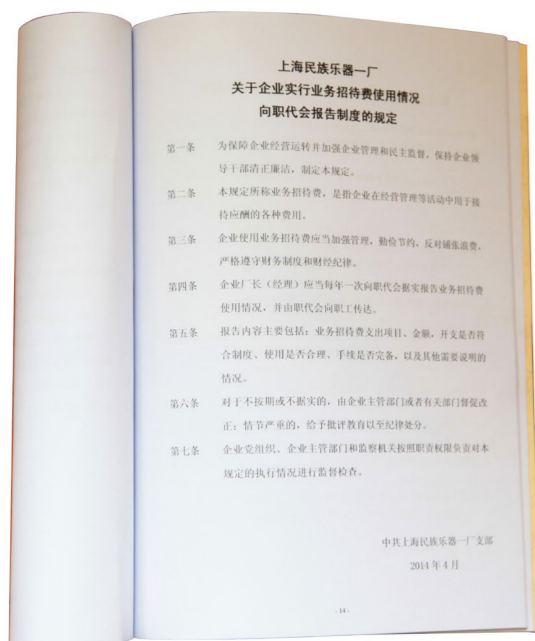 上海民族乐器一厂
关于企业实行业务招待费使用情况
向职代会报告制度的规定
第一条 为保障企业经营运转并加强企业管理和民主监督，保持企业领
导干部清正廉洁，制定本规定。
第二条 本规定所称业务招待费，是指企业在经营管理等活动中用于接
待应酬的各种费用。
第三条 企业使用业务招待费应当加强管理，勤俭节约，反对铺张浪费，
严格遵守财务制度和财经纪律。
第四条 企业厂长（经理）应当每年一次向职代会据实报告业务招待费
使用情况，并由职代会向职工传达。
第五条 报告内容主要包括：业务招待费支出项目、金额，开支是否符
合制度、使用是否合理、手续是否完备，以及其他需要说明的
情况。
第六条 对于不按期或不据实的，由企业主管部门或者有关部门督促改
正；情节严重的，给予批评教育以至纪律处分。
第七条 企业党组织、企业主管部门和监察机关按照职责权限负责对本
规定的执行情况进行监督检查。
中共上海民族乐器一厂支部
2014年4月
- 14 -